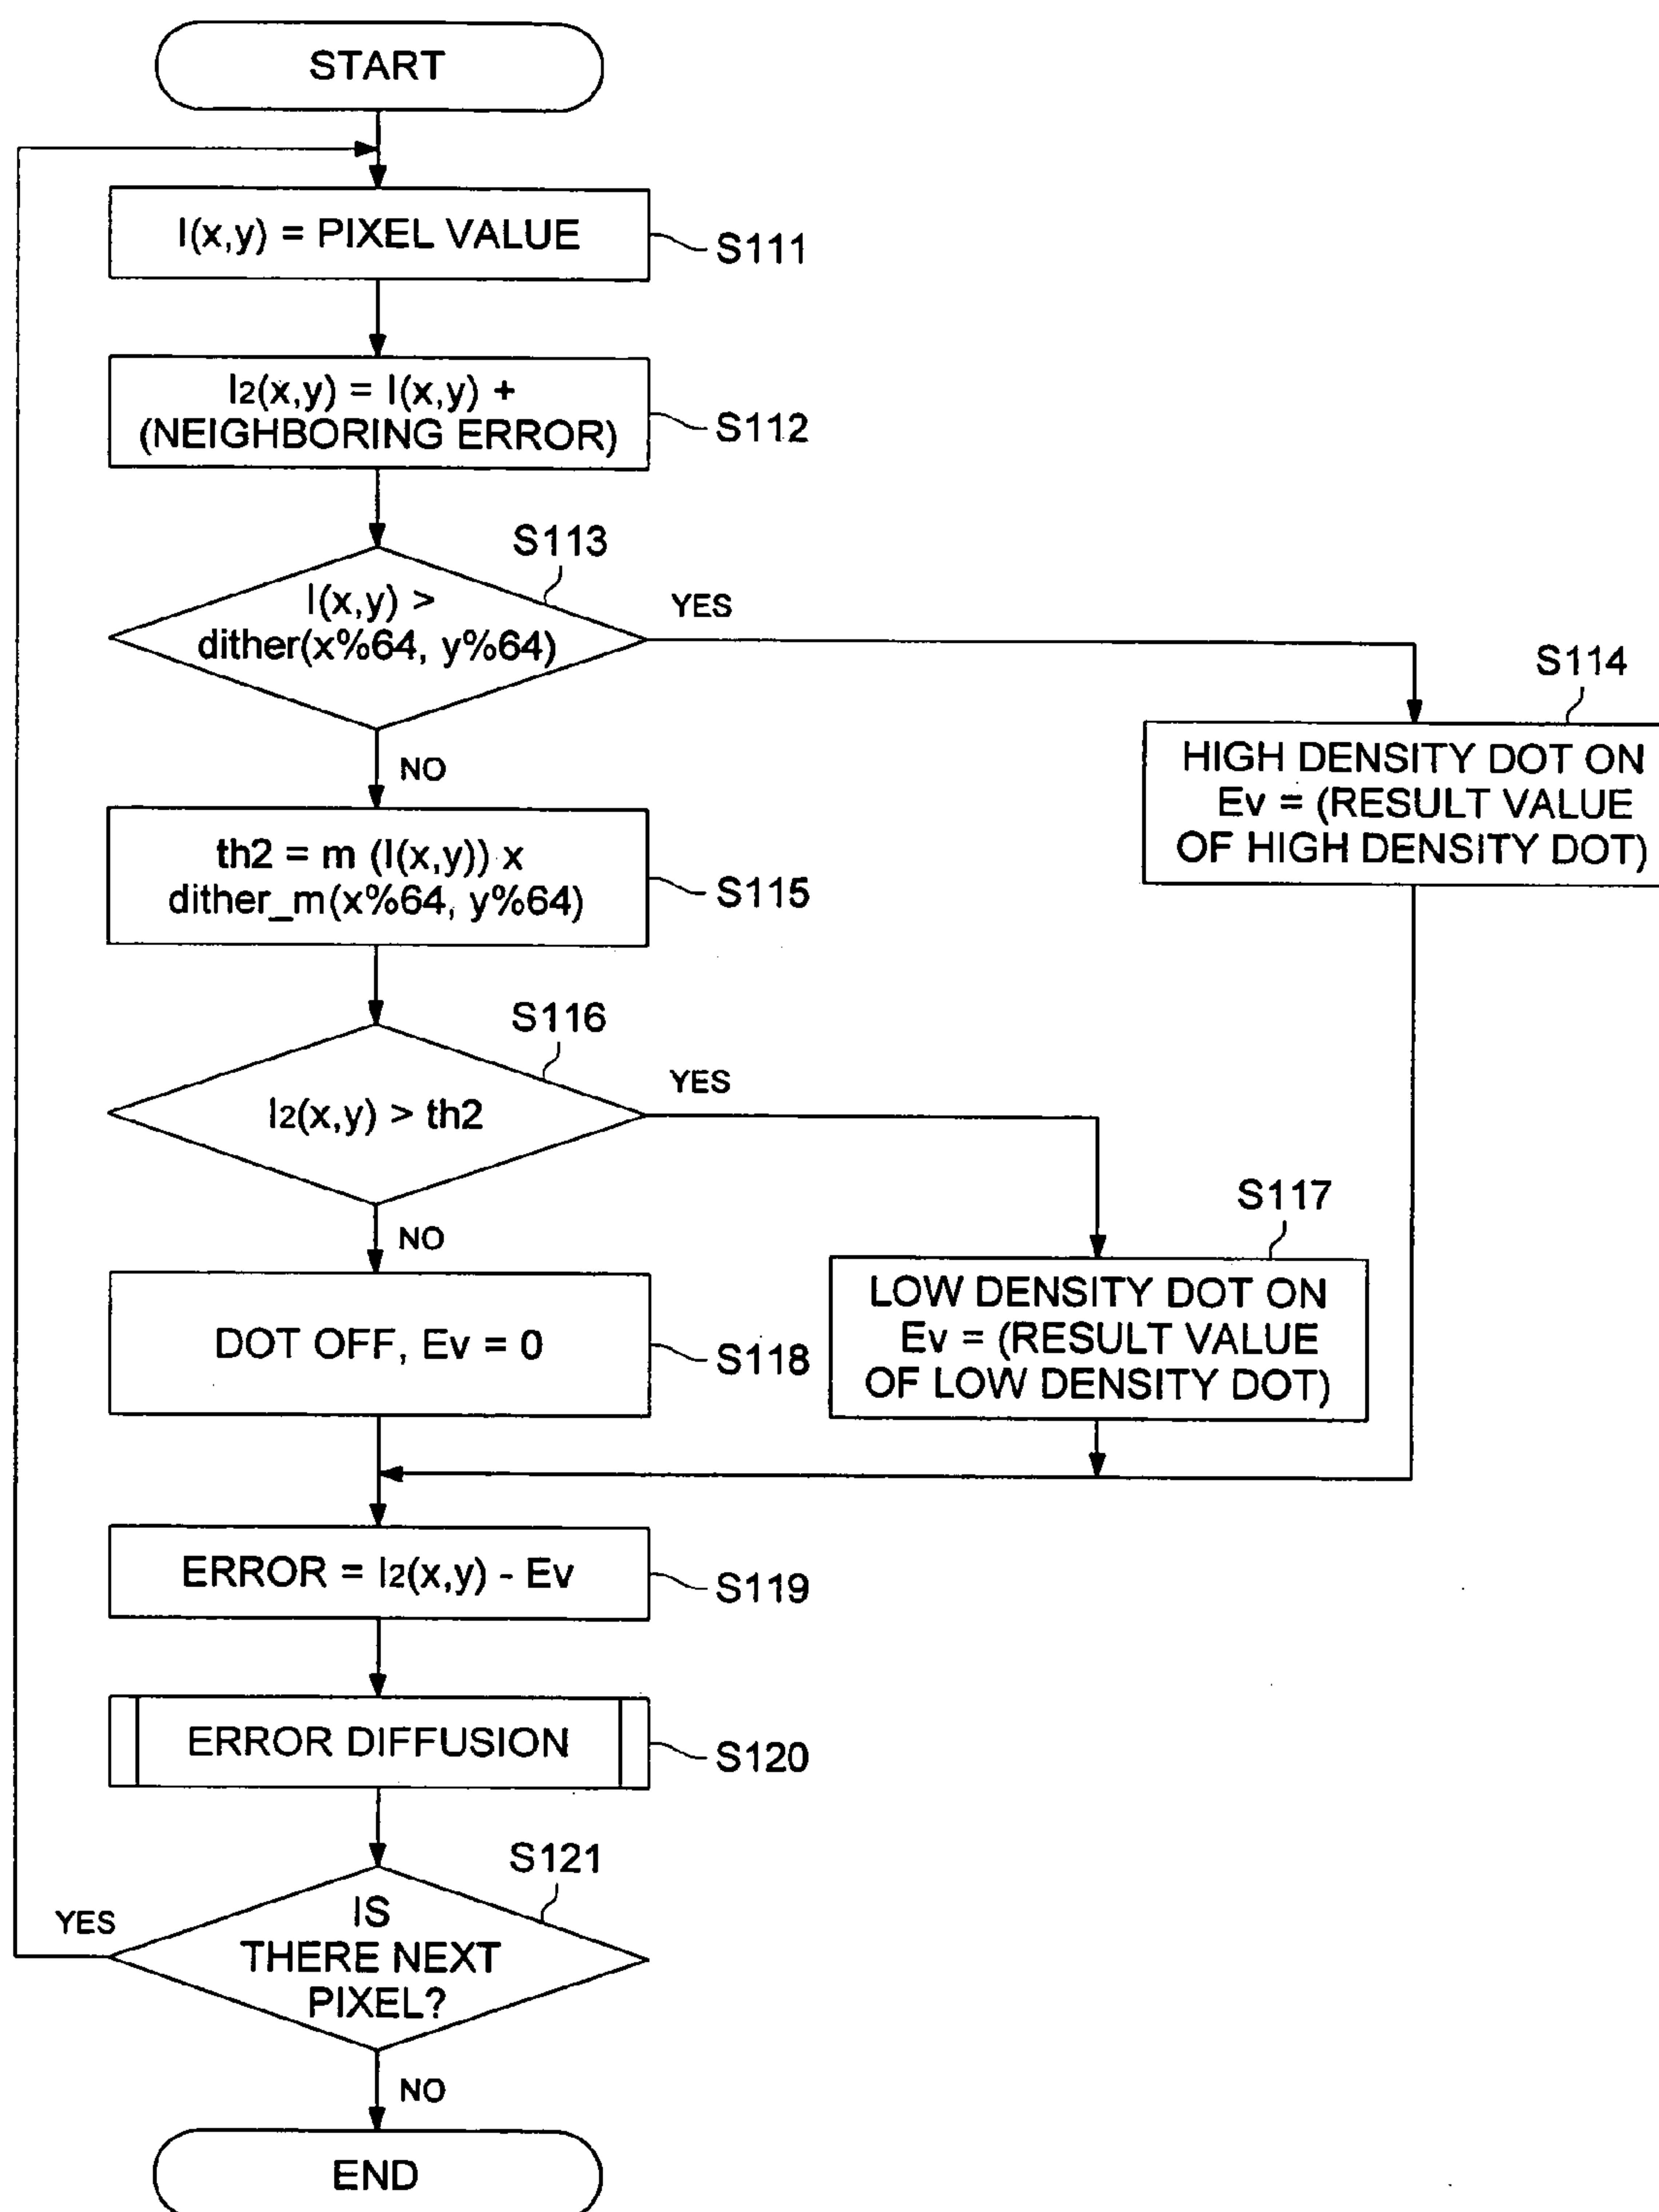 START
I(x,y) = PIXEL VALUE
S111
I2(x,y) = I(x,y) +
(NEIGHBORING ERROR)
S112
S113
I(x,y) >
dither(x%64, y%64)
YES
NO
S114
HIGH DENSITY DOT ON
Ev = (RESULT VALUE
OF HIGH DENSITY DOT)
th2 = m (I(x,y)) x
dither_m(x%64, y%64)
S115
S116
I2(x,y) > th2
YES
NO
S117
LOW DENSITY DOT ON
Ev = (RESULT VALUE
OF LOW DENSITY DOT)
DOT OFF, Ev = 0
S118
ERROR = I2(x,y) - Ev
S119
ERROR DIFFUSION
S120
S121
IS
THERE NEXT
PIXEL?
YES
NO
END